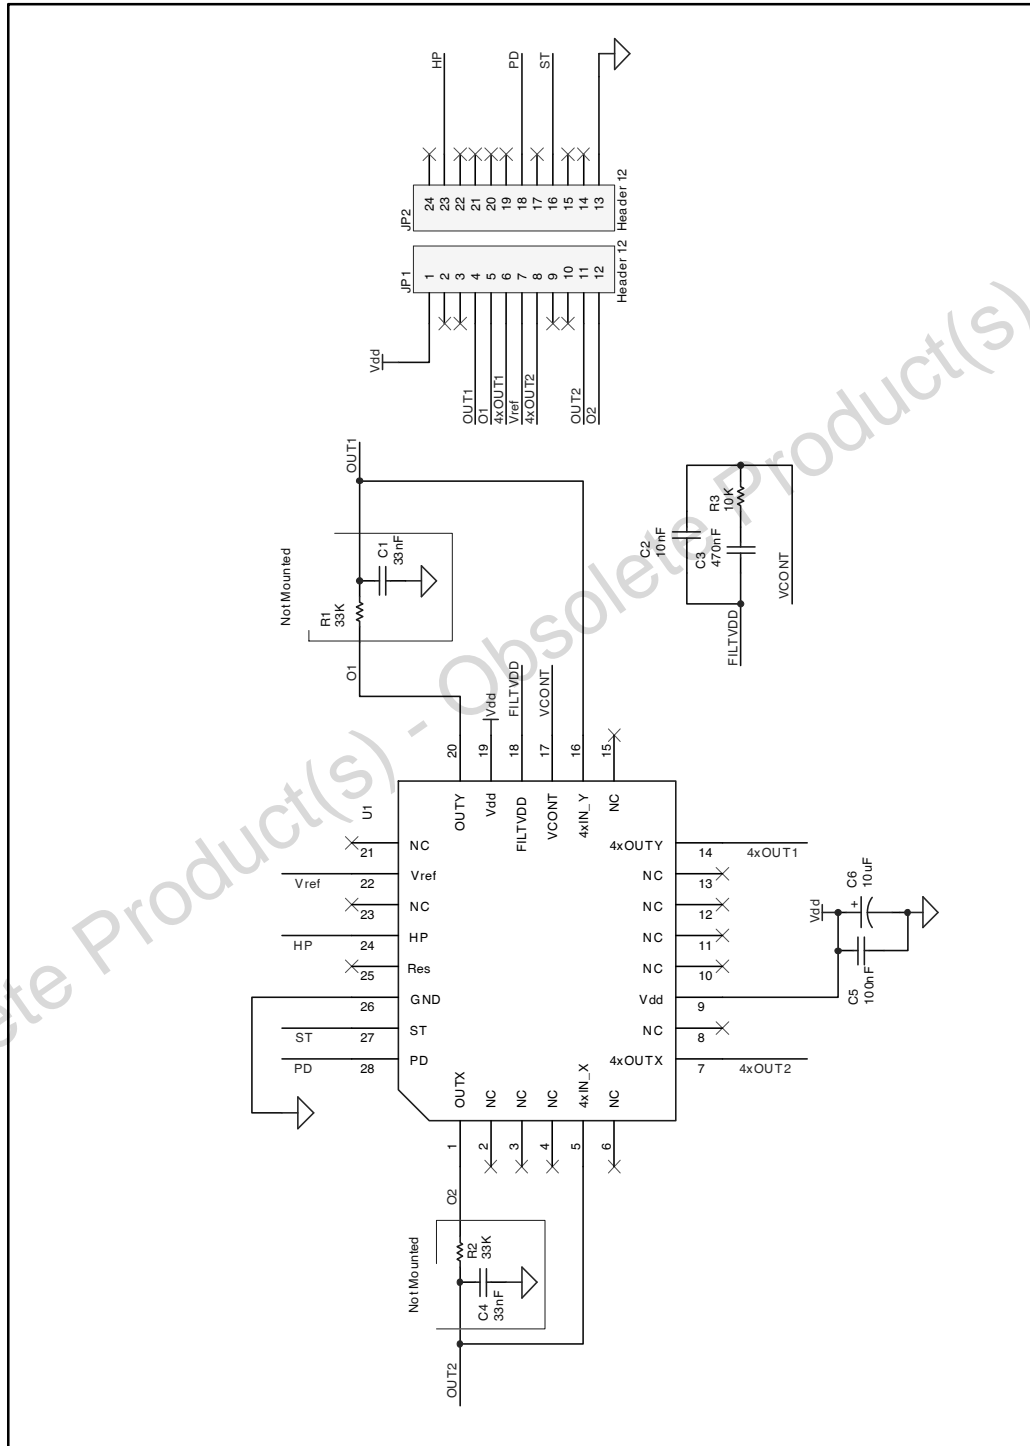 HP
PD
ST
JP2
24
23
22
21
20
19
18
17
16
15
14
13
Header 12
JP1
1
2
3
4
5
6
7
8
9
10
11
12
Header 12
Vdd
OUT1
O1
4xOUT1
Vref
4xOUT2
OUT2
O2
OUT1
Not Mounted
R1
33K
C1
33nF
O1
C2
10nF
C3
470nF
R3
10K
FILTVDD
VCONT
Vdd
FILTVDD
VCONT
20
19
18
17
16
15
U1
OUTY
Vdd
FILTVDD
VCONT
4xIN_Y
NC
21
NC
Vref
22
Vref
23
NC
HP
24
HP
25
Res
26
GND
ST
27
ST
PD
28
PD
4xOUTY
14
4xOUT1
NC
13
NC
12
NC
11
NC
10
Vdd
9
NC
8
4xOUTX
7
4xOUT2
Vdd
+
C6
10uF
C5
100nF
OUTX
NC
NC
NC
4xIN_X
NC
1
2
3
4
5
6
O2
Not Mounted
R2
33K
C4
33nF
OUT2
ete Product(s) - Obsolete Product(s)